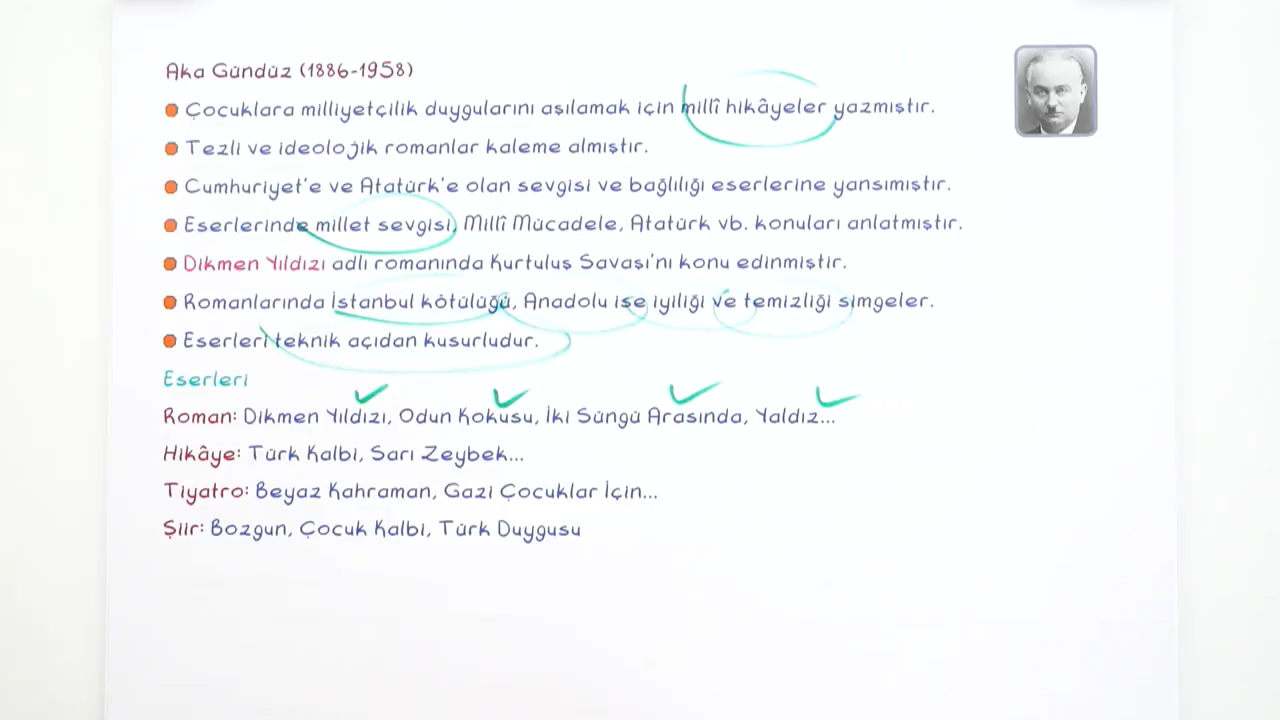 Aka Gündüz (1886-1958)
Çocuklara milliyetçilik duygularını aşılamak için millî hikâyeler yazmıştır.
Tezli ve ideolojik romanlar kaleme almıştır.
Cumhuriyet'e ve Atatürk'e olan sevgisi ve bağlılığı eserlerine yansımıştır.
Eserlerinde millet sevgisi, Millî Mücadele, Atatürk vb. konuları anlatmıştır.
Dikmen Yıldızı adlı romanında Kurtuluş Savaşı'nı konu edinmiştir.
Romanlarında İstanbul kötülüğü, Anadolu ise iyiliği ve temizliği simgeler.
Eserleri teknik açıdan kusurludur.
Eserleri
Roman: Dikmen Yıldızı, Odun Kokusu, İki Süngü Arasında, Yaldız...
Hikâye: Türk Kalbi, Sarı Zeybek...
Tiyatro: Beyaz Kahraman, Gazi Çocuklar İçin...
Şiir: Bozgun, Çocuk Kalbi, Türk Duygusu